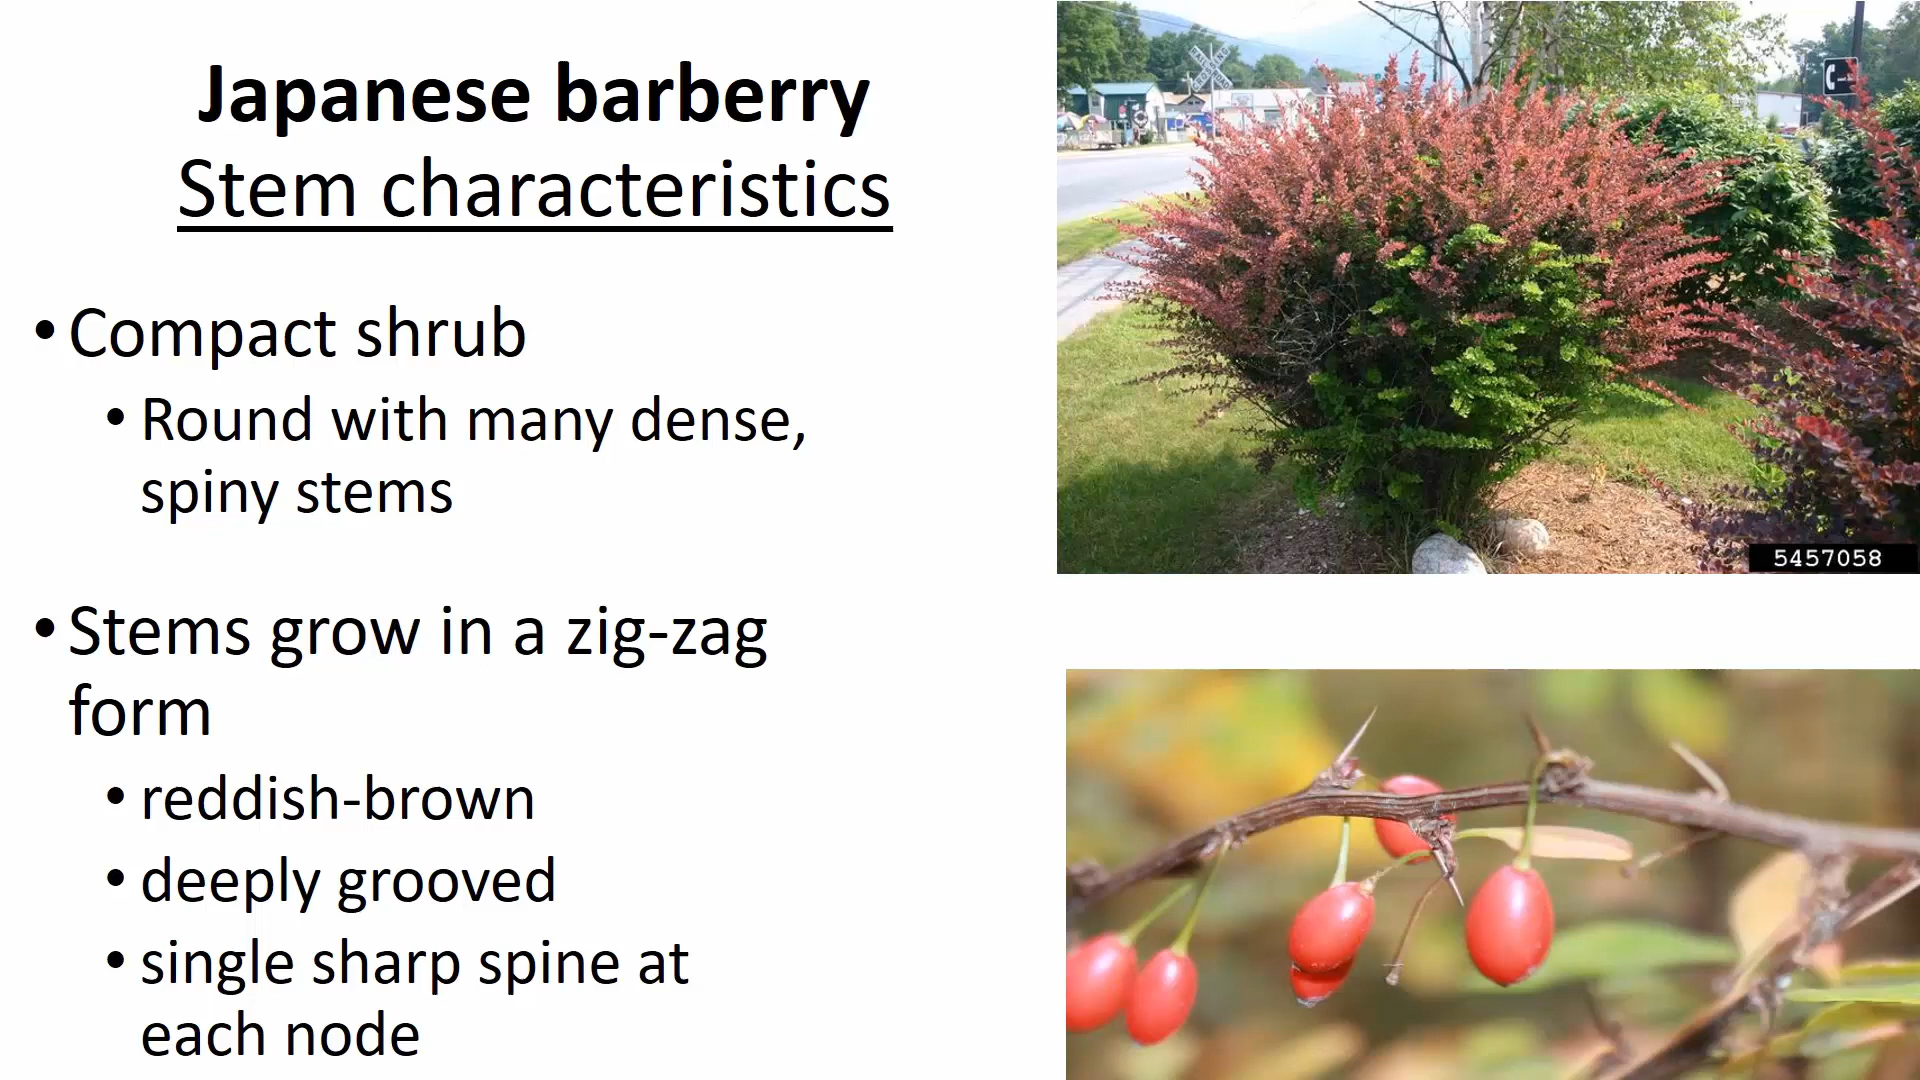 Japanese barberry
Stem characteristics
• Compact shrub
• Round with many dense,
spiny stems
• Stems grow in a zig-zag
form
• reddish-brown
• deeply grooved
• single sharp spine at
each node
5457058